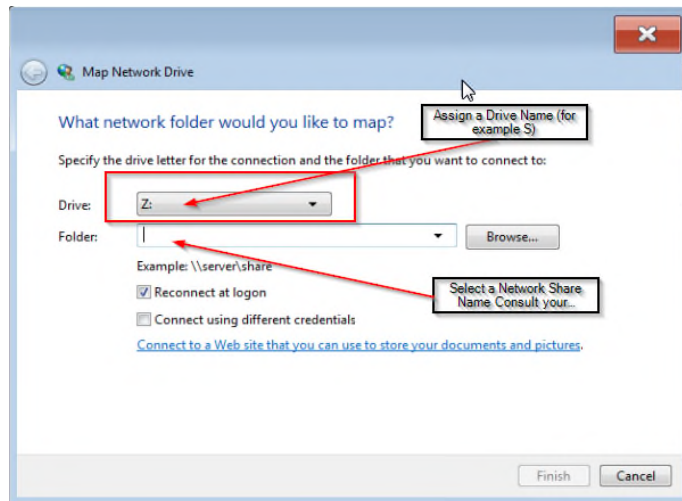 Map Network Drive
What network folder would you like to map?
Assign a Drive Name (for
example S)
Specify the drive letter for the connection and the folder that you want to connect to:
Drive:
Z:
Folder:
Browse...
Example: \\server\share
Select a Network Share
Name Consult your...
Reconnect at logon
Connect using different credentials
Connect to a Web site that you can use to store your documents and pictures.
Finish
Cancel